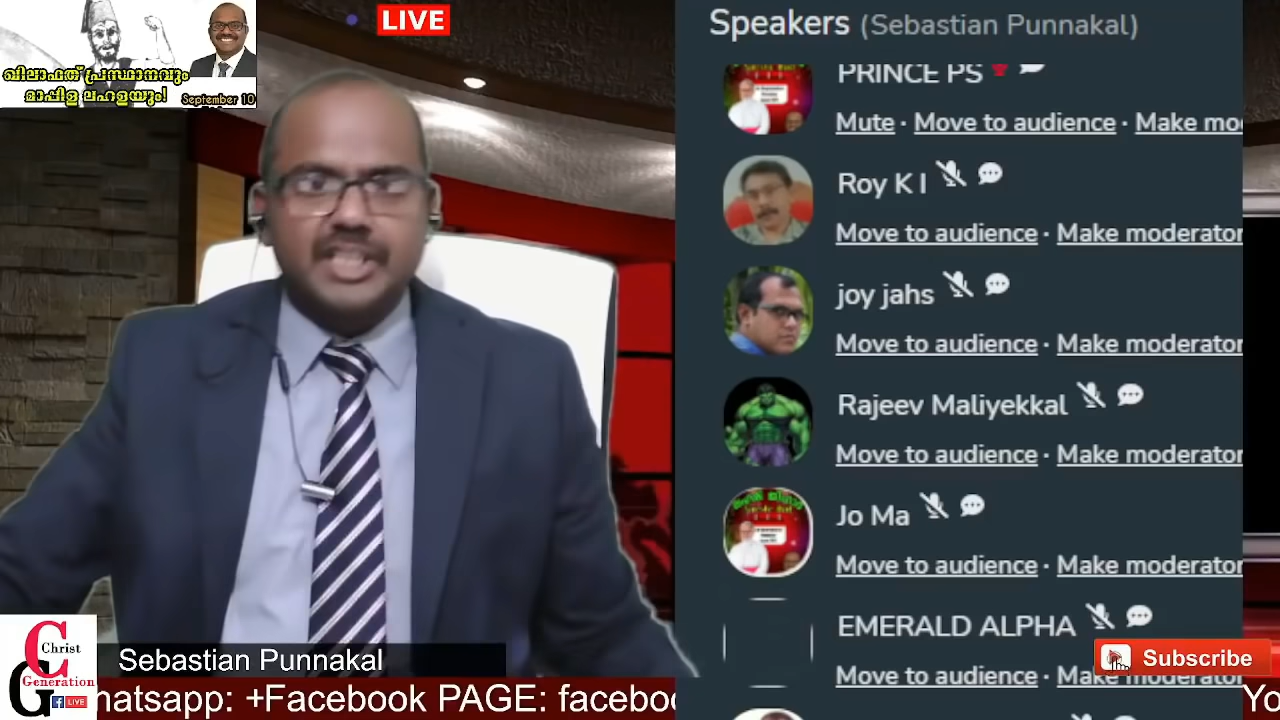 LIVE
ഖിലാഫത് പ്രസ്ഥാനവും
മാപ്പിള ലഹളയും!
September 10
Speakers (Sebastian Punnakal)
PRINCE PS
Mute · Move to audience · Make mo
Roy K I
Move to audience · Make moderator
joy jahs
Move to audience · Make moderator
Rajeev Maliyekkal
Move to audience · Make moderator
Jo Ma
Move to audience · Make moderator
EMERALD ALPHA
Move to audience · Make moderator
Subscribe
Christ
Generation
LIVE
Sebastian Punnakal
hatsapp: +Facebook PAGE: facebo
Yo